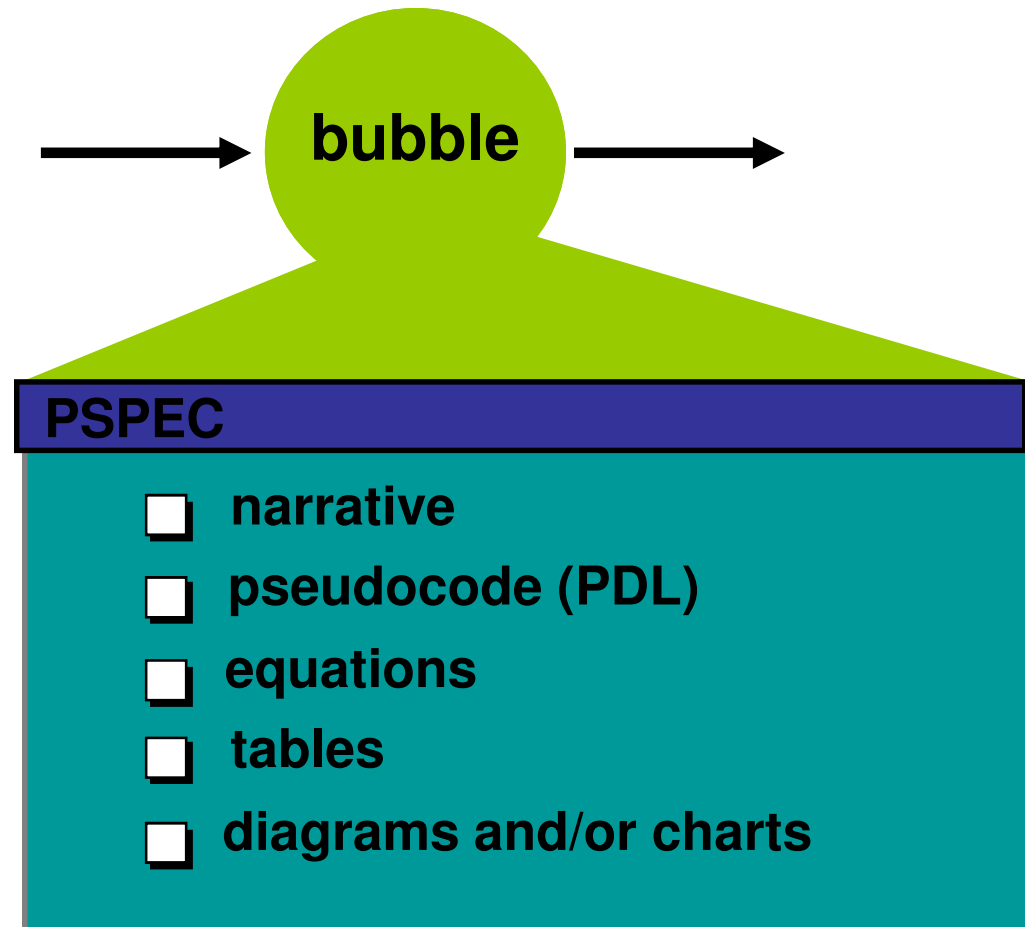 bubble
PSPEC
narrative
pseudocode (PDL)
equations
tables
diagrams and/or charts